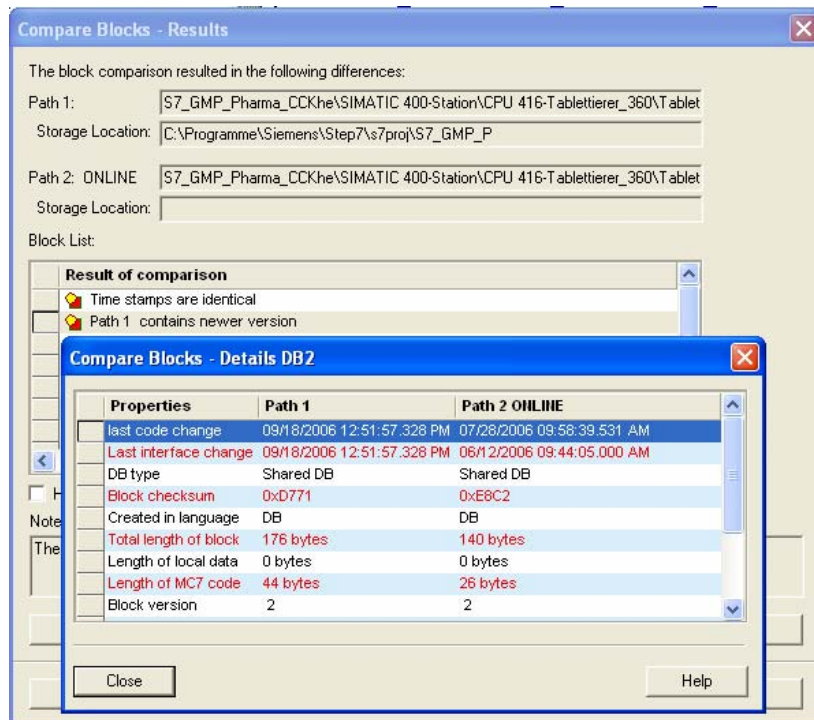 Compare Blocks - Results
The block comparison resulted in the following differences:
Path 1: S7_GMP_Pharma_CCKhe\SIMATIC 400-Station\CPU 416-Tablettierer_360\Tablet
Storage Location: C:\Programme\Siemens\Step7\s7proj\S7_GMP_P
Path 2: ONLINE S7_GMP_Pharma_CCKhe\SIMATIC 400-Station\CPU 416-Tablettierer_360\Tablet
Storage Location:
Block List:
Result of comparison
Time stamps are identical
Path 1 contains newer version
Compare Blocks - Details DB2
Properties Path 1 Path 2 ONLINE
last code change 09/18/2006 12:51:57.328 PM 07/28/2006 09:58:39.531 AM
Last interface change 09/18/2006 12:51:57.328 PM 06/12/2006 09:44:05.000 AM
DB type Shared DB Shared DB
Block checksum 0xD771 0xE8C2
Created in language DB DB
Total length of block 176 bytes 140 bytes
Length of local data 0 bytes 0 bytes
Length of MC7 code 44 bytes 26 bytes
Block version 2 2
H
Note
The
Close Help